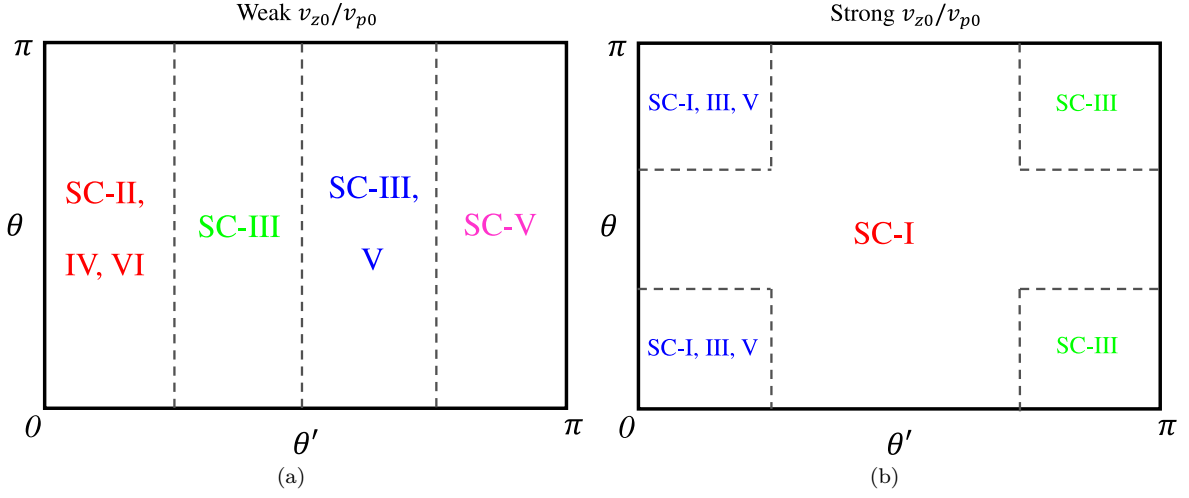 Weak v_{z0}/v_{p0}
π
θ
SC-II,
IV, VI
SC-III
SC-III,
V
SC-V
0
θ′
π
(a)
Strong v_{z0}/v_{p0}
π
SC-I, III, V
SC-III
θ
SC-I
SC-I, III, V
SC-III
0
θ′
π
(b)